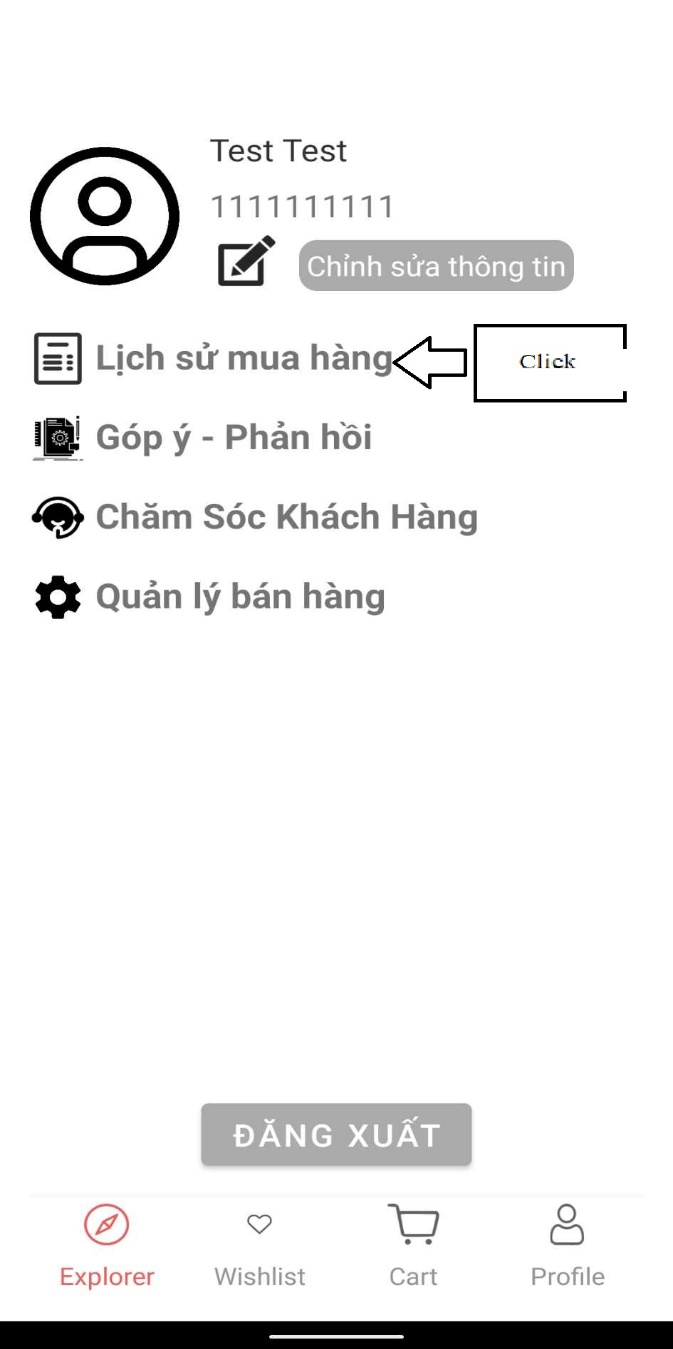 Test Test
1111111111
Chỉnh sửa thông tin
Lịch sử mua hàng
Click
Góp ý - Phản hồi
Chăm Sóc Khách Hàng
Quản lý bán hàng
ĐĂNG XUẤT
Explorer Wishlist Cart Profile